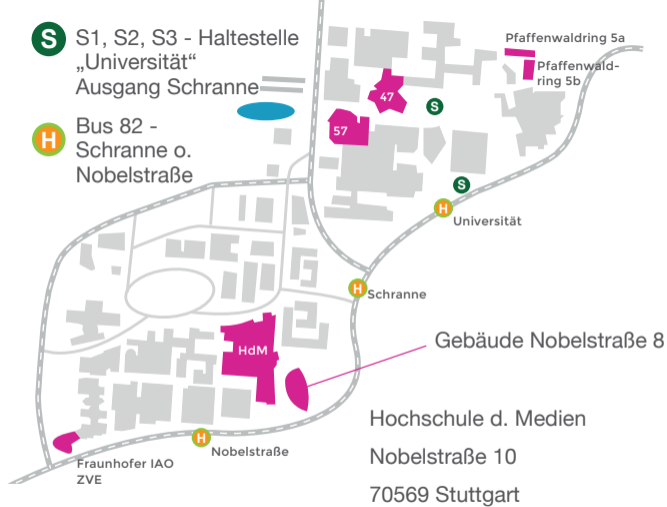 S S1, S2, S3 - Haltestelle
„Universität“
Ausgang Schranne
H Bus 82 -
Schranne o.
Nobelstraße
Pfaffenwaldring 5a
Pfaffenwald-
ring 5b
47
S
57
S
H
Universität
H
Schranne
HdM
Gebäude Nobelstraße 8
H
Nobelstraße
Fraunhofer IAO
ZVE
Hochschule d. Medien
Nobelstraße 10
70569 Stuttgart